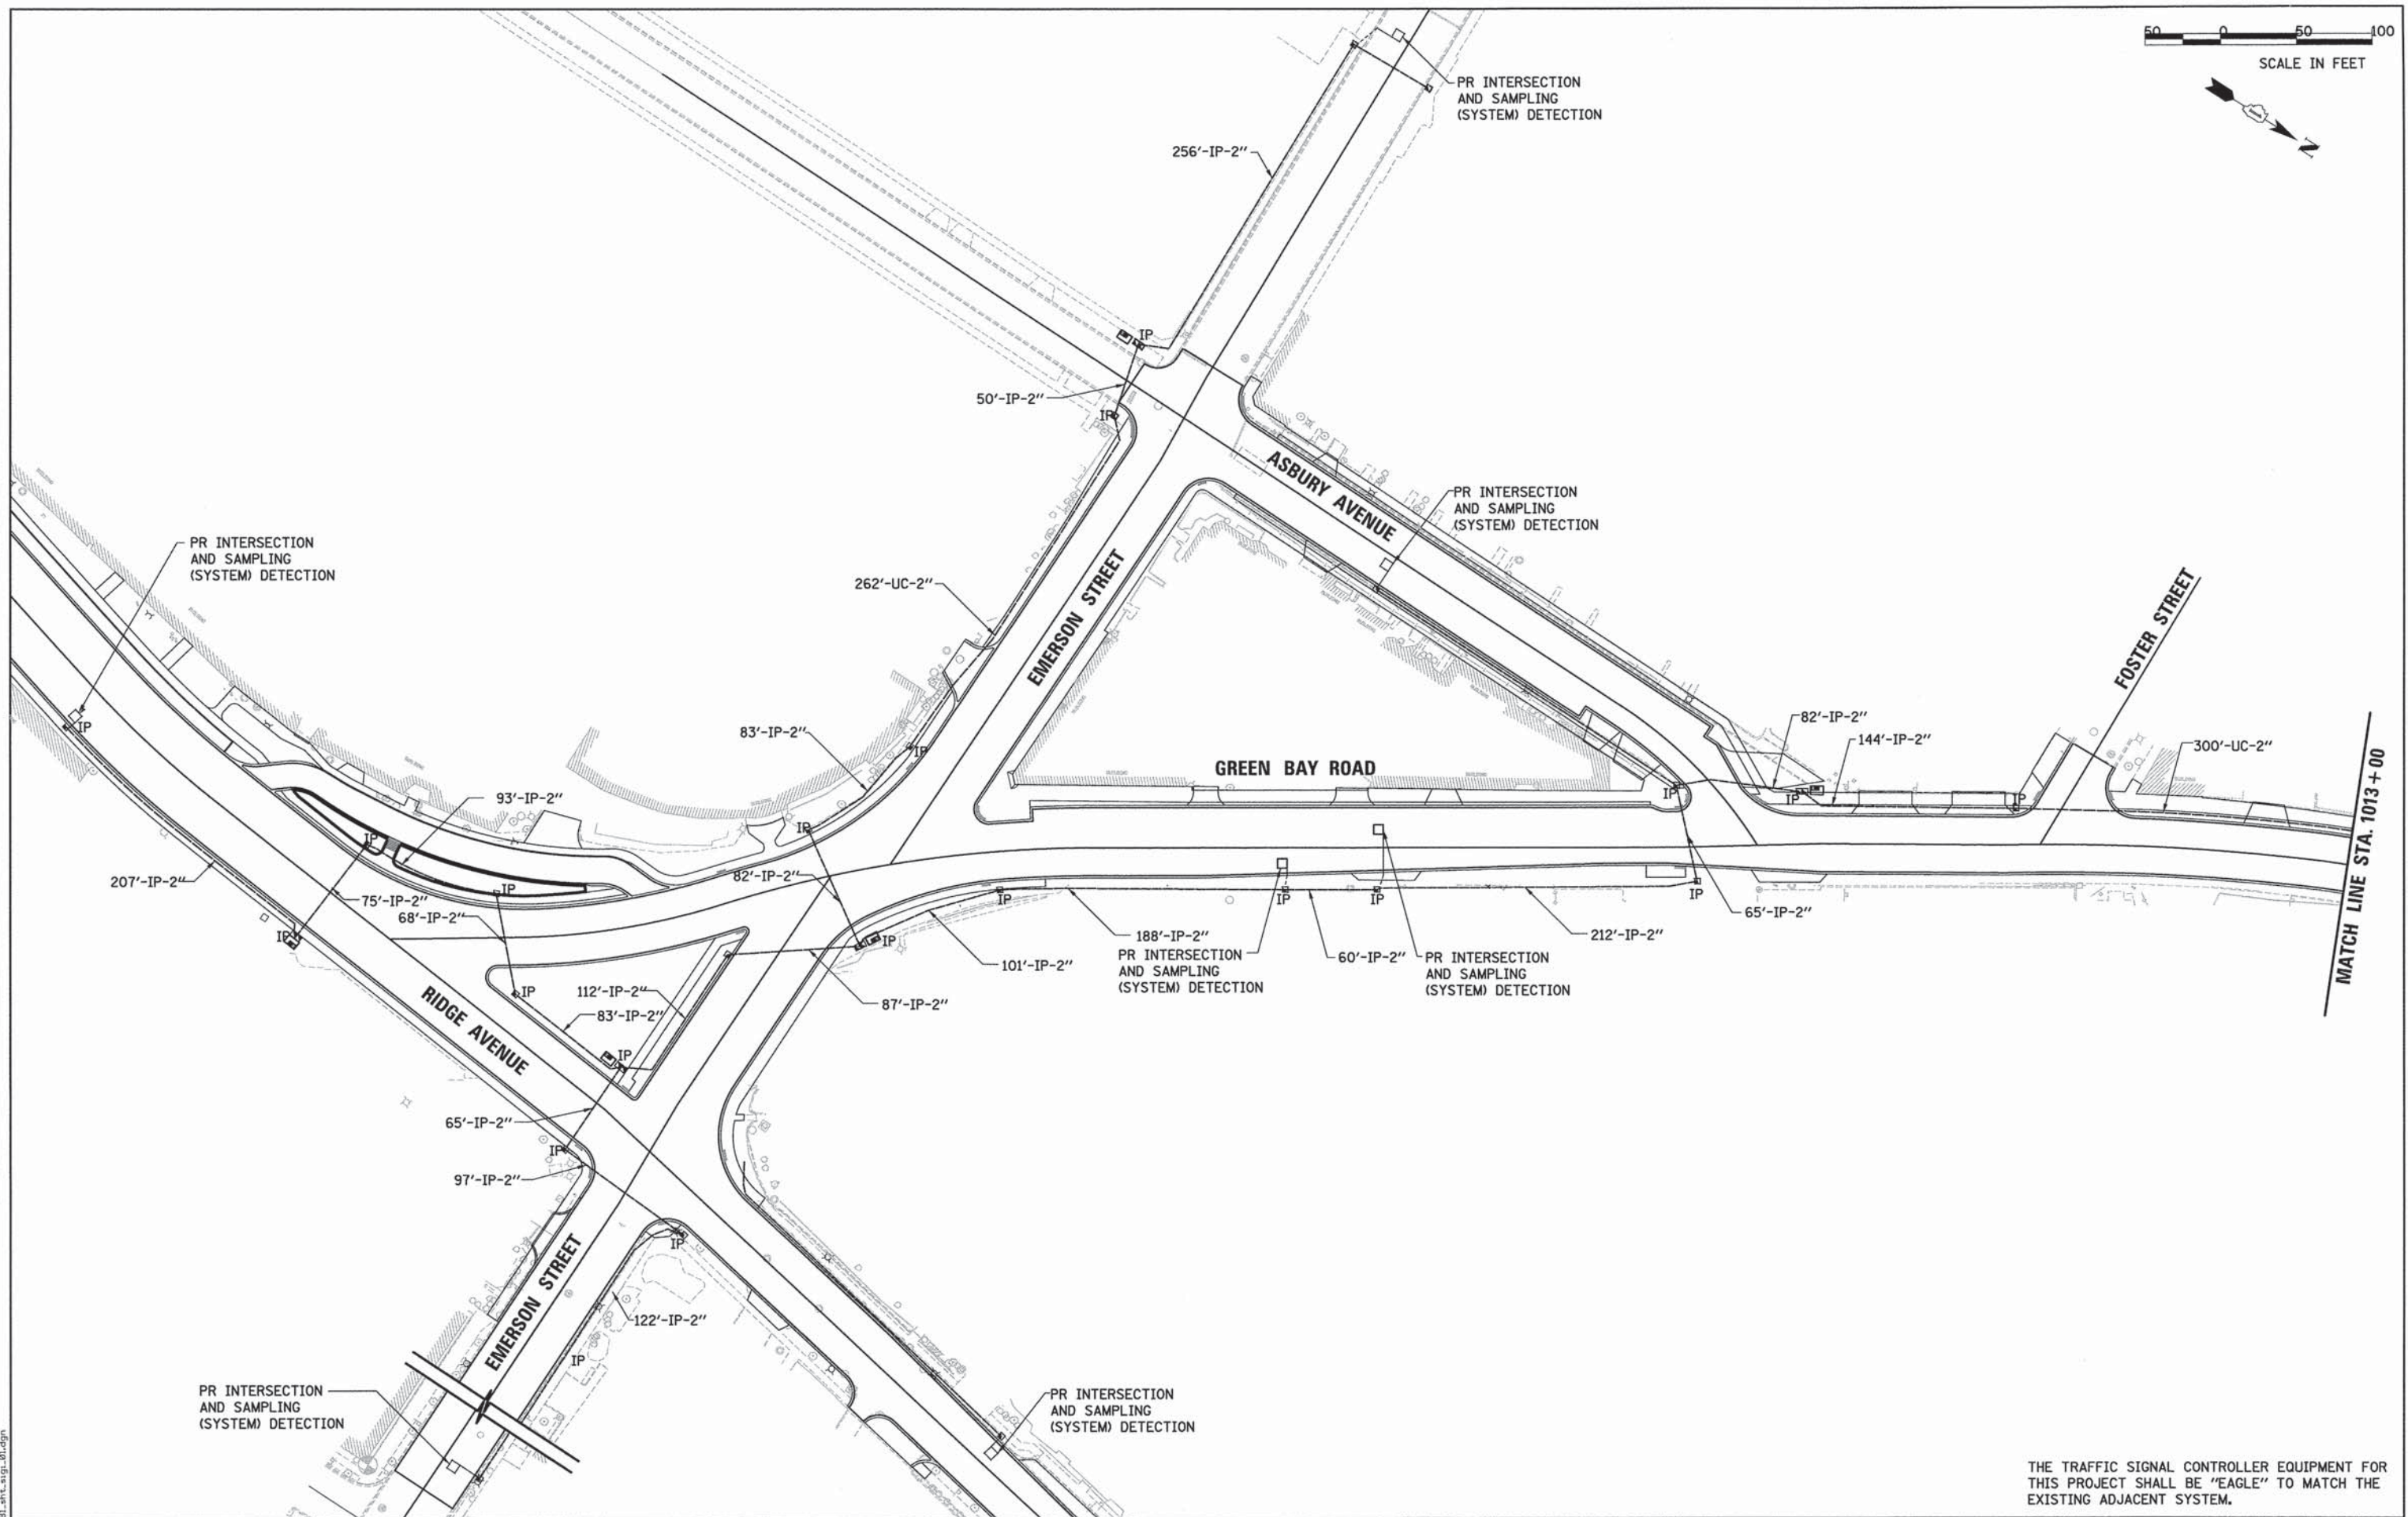 50 0 50 100
SCALE IN FEET
N
PR INTERSECTION
AND SAMPLING
(SYSTEM) DETECTION
256'-IP-2"
IP
50'-IP-2"
IP
ASBURY AVENUE
PR INTERSECTION
AND SAMPLING
(SYSTEM) DETECTION
PR INTERSECTION
AND SAMPLING
(SYSTEM) DETECTION
262'-UC-2"
EMERSON STREET
FOSTER STREET
IP
83'-IP-2"
IP
82'-IP-2"
144'-IP-2"
300'-UC-2"
GREEN BAY ROAD
MATCH LINE STA. 1013+00
93'-IP-2"
IP
IP
IP
IP
IP
207'-IP-2"
82'-IP-2"
IP
75'-IP-2"
68'-IP-2"
IP
IP
IP
IP
IP
65'-IP-2"
IP
188'-IP-2"
212'-IP-2"
PR INTERSECTION
AND SAMPLING
(SYSTEM) DETECTION
60'-IP-2"
PR INTERSECTION
AND SAMPLING
(SYSTEM) DETECTION
101'-IP-2"
87'-IP-2"
IP
112'-IP-2"
83'-IP-2"
RIDGE AVENUE
IP
65'-IP-2"
IP
97'-IP-2"
IP
EMERSON STREET
122'-IP-2"
IP
PR INTERSECTION
AND SAMPLING
(SYSTEM) DETECTION
PR INTERSECTION
AND SAMPLING
(SYSTEM) DETECTION
THE TRAFFIC SIGNAL CONTROLLER EQUIPMENT FOR
THIS PROJECT SHALL BE "EAGLE" TO MATCH THE
EXISTING ADJACENT SYSTEM.